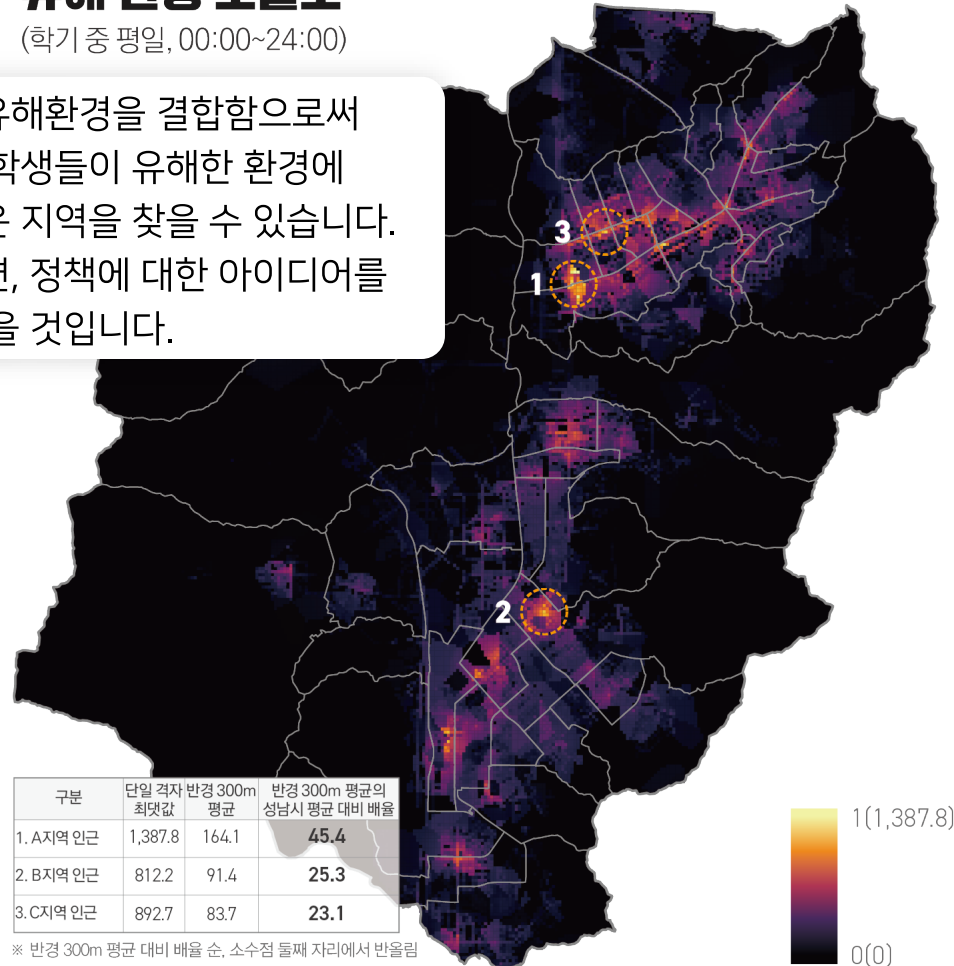 (학기 중 평일, 00:00~24:00)
유해환경을 결합함으로써
학생들이 유해한 환경에
지역을 찾을 수 있습니다.
정책에 대한 아이디어를
것입니다.
3
1
2
구분 단일 격자 최댓값 반경 300m 평균 반경 300m 평균의 성남시 평균 대비 배율
1. A지역 인근 1,387.8 164.1 45.4
2. B지역 인근 812.2 91.4 25.3
3. C지역 인근 892.7 83.7 23.1
※ 반경 300m 평균 대비 배율 순, 소수점 둘째 자리에서 반올림
1(1,387.8)
0(0)